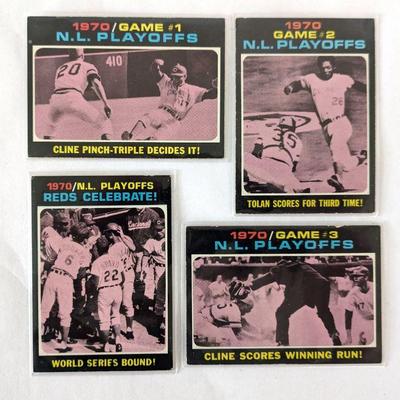 1970/GAME #1
N.L. PLAYOFFS
20
410
CLINE PINCH-TRIPLE DECIDES IT!
1970
GAME #2
N.L. PLAYOFFS
28
5
TOLAN SCORES FOR THIRD TIME!
1970/N.L. PLAYOFFS
REDS CELEBRATE!
6
22
WORLD SERIES BOUND!
1970/GAME #3
N.L. PLAYOFFS
CLINE SCORES WINNING RUN!